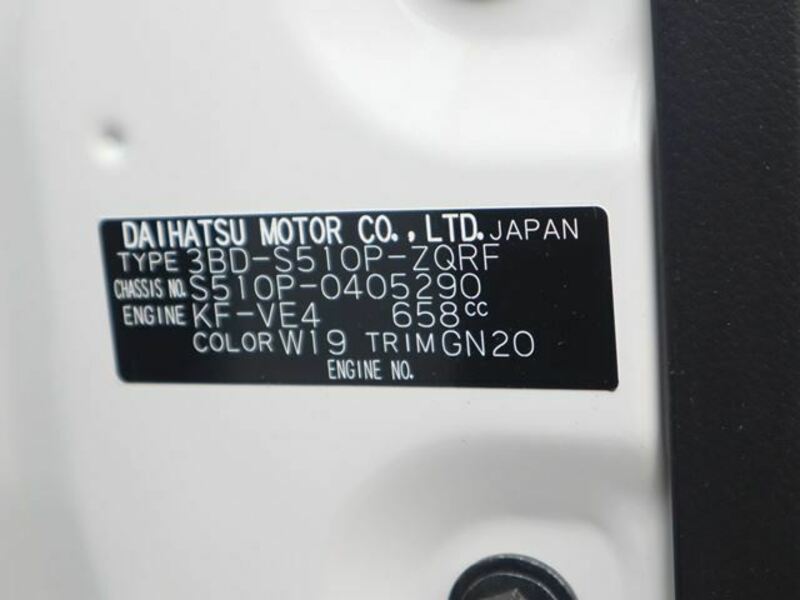 DAIHATSU MOTOR CO.,LTD. JAPAN
TYPE 3BD-S510P-ZQRF
CHASSIS NO. S510P-0405290
ENGINE KF-VE4 658cc
COLOR W19 TRIM GN20
ENGINE NO.